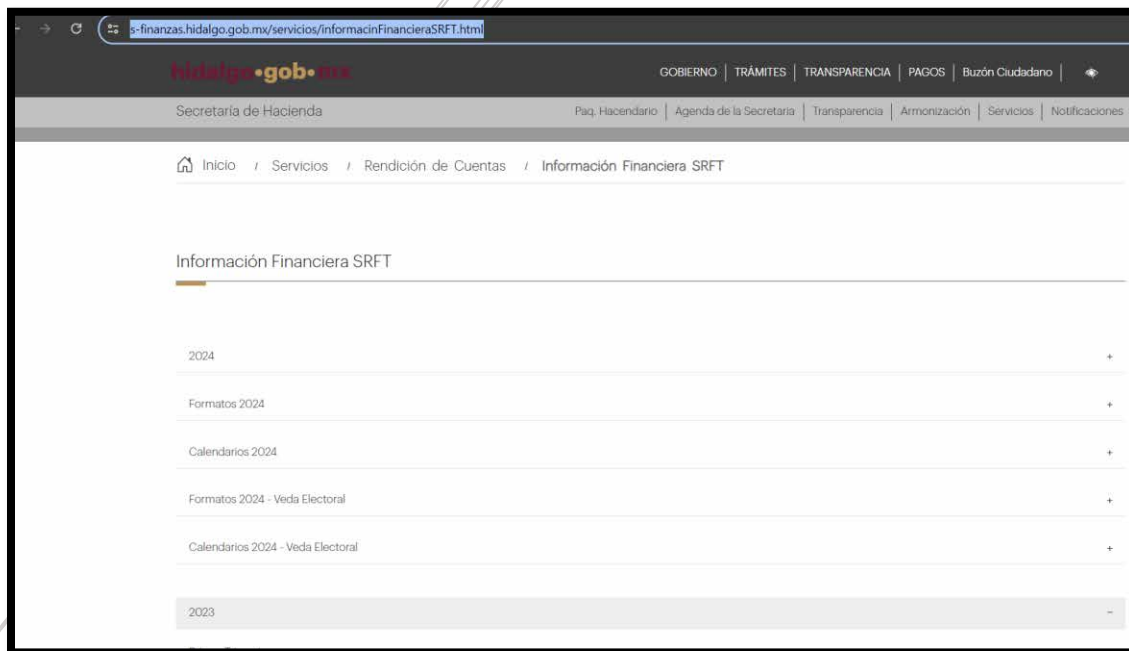 s-finanzas.hidalgo.gob.mx/servicios/informacinFinancieraSRFT.html
hidalgo•gob•mx
GOBIERNO | TRÁMITES | TRANSPARENCIA | PAGOS | Buzón Ciudadano |
Secretaría de Hacienda
Paq. Hacendario | Agenda de la Secretaria | Transparencia | Armonización | Servicios | Notificaciones
Inicio / Servicios / Rendición de Cuentas / Información Financiera SRFT
Información Financiera SRFT
2024 +
Formatos 2024 +
Calendarios 2024 +
Formatos 2024 - Veda Electoral +
Calendarios 2024 - Veda Electoral +
2023 -